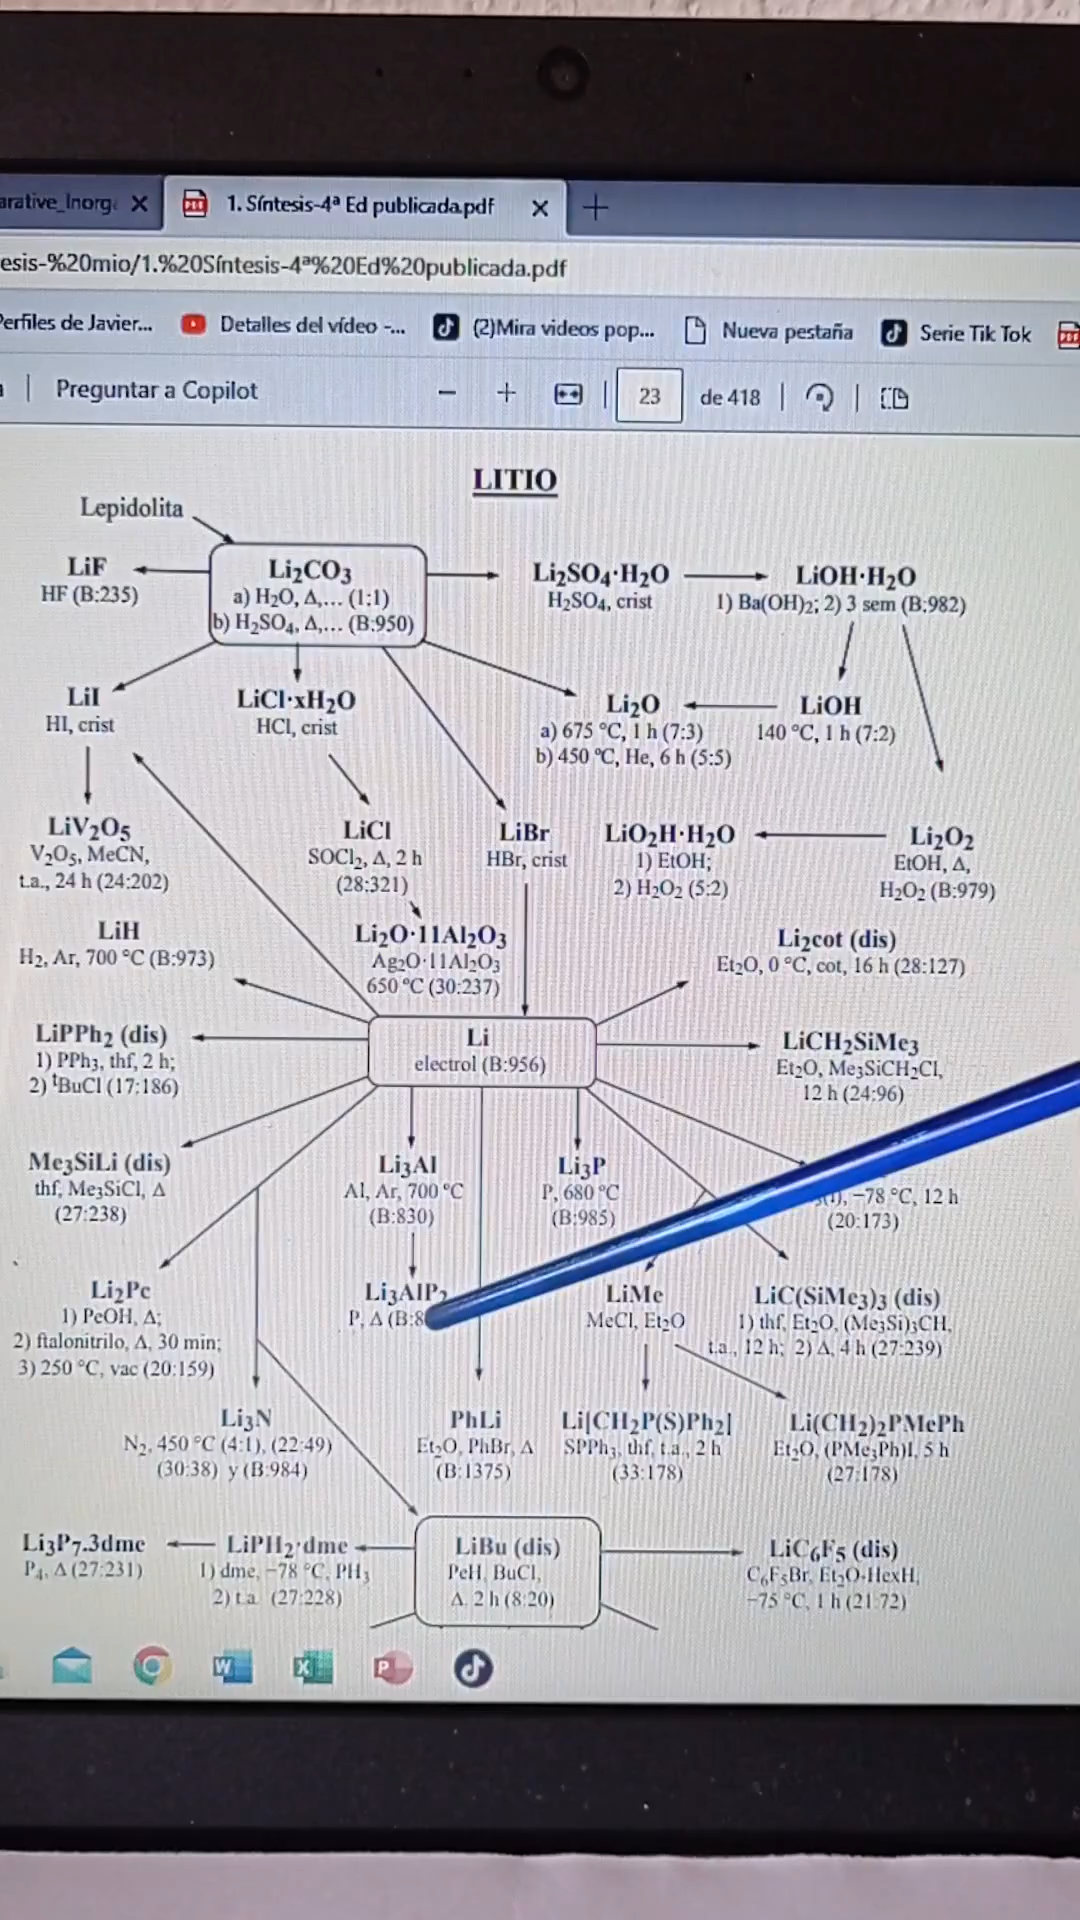 1. Síntesis-4ª Ed publicada.pdf
esis-%20mio/1.%20Síntesis-4ª%20Ed%20publicada.pdf
Perfiles de Javier...
Detalles del vídeo -...
(2)Mira videos pop...
Nueva pestaña
Serie Tik Tok
Preguntar a Copilot
23
de 418
LITIO
Lepidolita
LiF
HF (B:235)
Li₂CO₃
a) H₂O, Δ,... (1:1)
b) H₂SO₄, Δ,... (B:950)
Li₂SO₄·H₂O
H₂SO₄, crist
LiOH·H₂O
1) Ba(OH)₂; 2) 3 sem (B:982)
LiI
HI, crist
LiCl·xH₂O
HCl, crist
Li₂O
a) 675 °C, 1 h (7:3)
b) 450 °C, He, 6 h (5:5)
LiOH
140 °C, 1 h (7:2)
LiV₂O₅
V₂O₅, MeCN,
t.a., 24 h (24:202)
LiCl
SOCl₂, Δ, 2 h
(28:321)
LiBr
HBr, crist
LiO₂H·H₂O
1) EtOH;
2) H₂O₂ (5:2)
Li₂O₂
EtOH, Δ,
H₂O₂ (B:979)
LiH
H₂, Ar, 700 °C (B:973)
Li₂O·11Al₂O₃
Ag₂O·11Al₂O₃
650 °C (30:237)
Li₂cot (dis)
Et₂O, 0 °C, cot, 16 h (28:127)
LiPPh₂ (dis)
1) PPh₃, thf, 2 h;
2) ᵗBuCl (17:186)
Li
electrol (B:956)
LiCH₂SiMe₃
Et₂O, Me₃SiCH₂Cl,
12 h (24:96)
Me₃SiLi (dis)
thf, Me₃SiCl, Δ
(27:238)
Li₃Al
Al, Ar, 700 °C
(B:830)
Li₃P
P, 680 °C
(B:985)
−78 °C, 12 h
(20:173)
Li₂Pc
1) PeOH, Δ;
2) ftalonitrilo, Δ, 30 min;
3) 250 °C, vac (20:159)
Li₃AlP₂
P, Δ (B:8
LiMe
MeCl, Et₂O
LiC(SiMe₃)₃ (dis)
1) thf, Et₂O, (Me₃Si)₃CH,
t.a., 12 h; 2) Δ, 4 h (27:239)
Li₃N
N₂, 450 °C (4:1), (22:49)
(30:38) y (B:984)
PhLi
Et₂O, PhBr, Δ
(B:1375)
Li[CH₂P(S)Ph₂]
SPPh₃, thf, t.a., 2 h
(33:178)
Li(CH₂)₂PMePh
Et₂O, (PMe₃Ph)I, 5 h
(27:178)
Li₃P₇.3dme
P₄, Δ (27:231)
LiPH₂·dme
1) dme, −78 °C, PH₃
2) t.a. (27:228)
LiBu (dis)
PeH, BuCl,
Δ, 2 h (8:20)
LiC₆F₅ (dis)
C₆F₅Br, Et₂O-HexH,
−75 °C, 1 h (21:72)